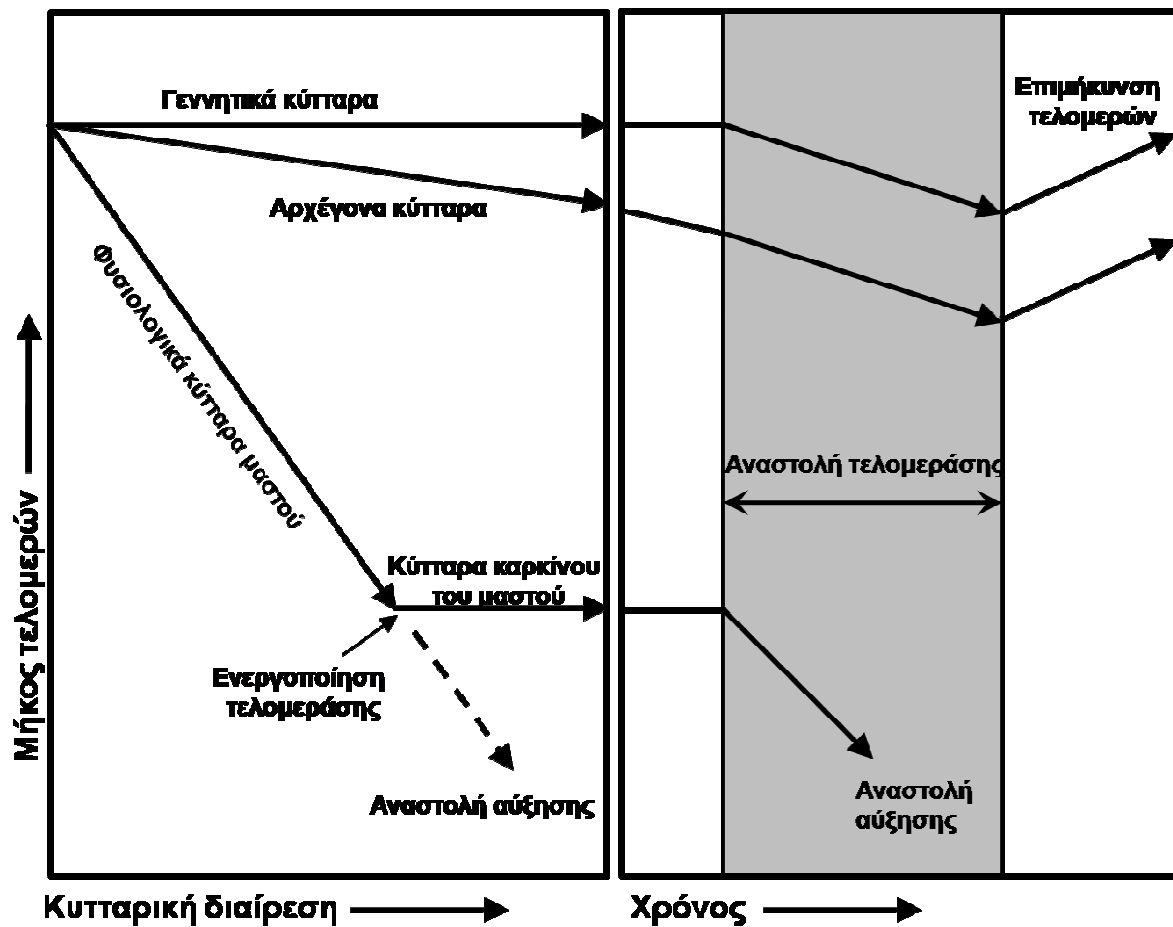 Γεννητικά κύτταρα
Αρχέγονα κύτταρα
Φυσιολογικά κύτταρα μαστού
Κύτταρα καρκίνου
του μαστού
Ενεργοποίηση
τελομεράσης
Αναστολή αύξησης
Μήκος τελομερών
Κυτταρική διαίρεση
Επιμήκυνση
τελομερών
Αναστολή τελομεράσης
Αναστολή
αύξησης
Χρόνος